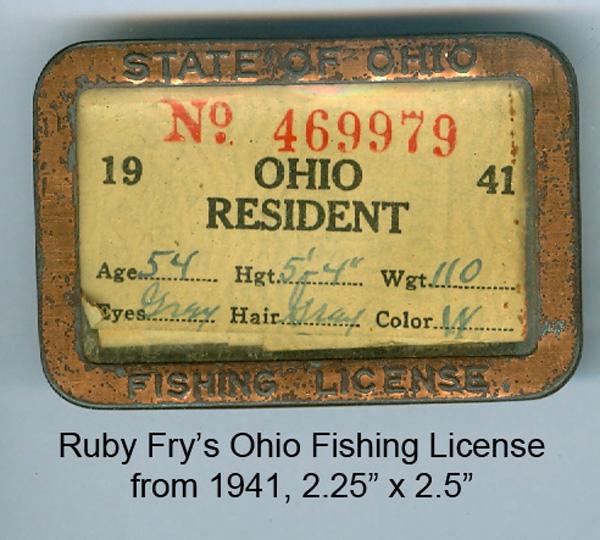 STATE OF OHIO
No 469979
19 OHIO 41
RESIDENT
Age 54 Hgt. 5'4" Wgt. 110
Eyes Gray Hair Gray Color W
FISHING LICENSE.
Ruby Fry’s Ohio Fishing License
from 1941, 2.25” x 2.5”